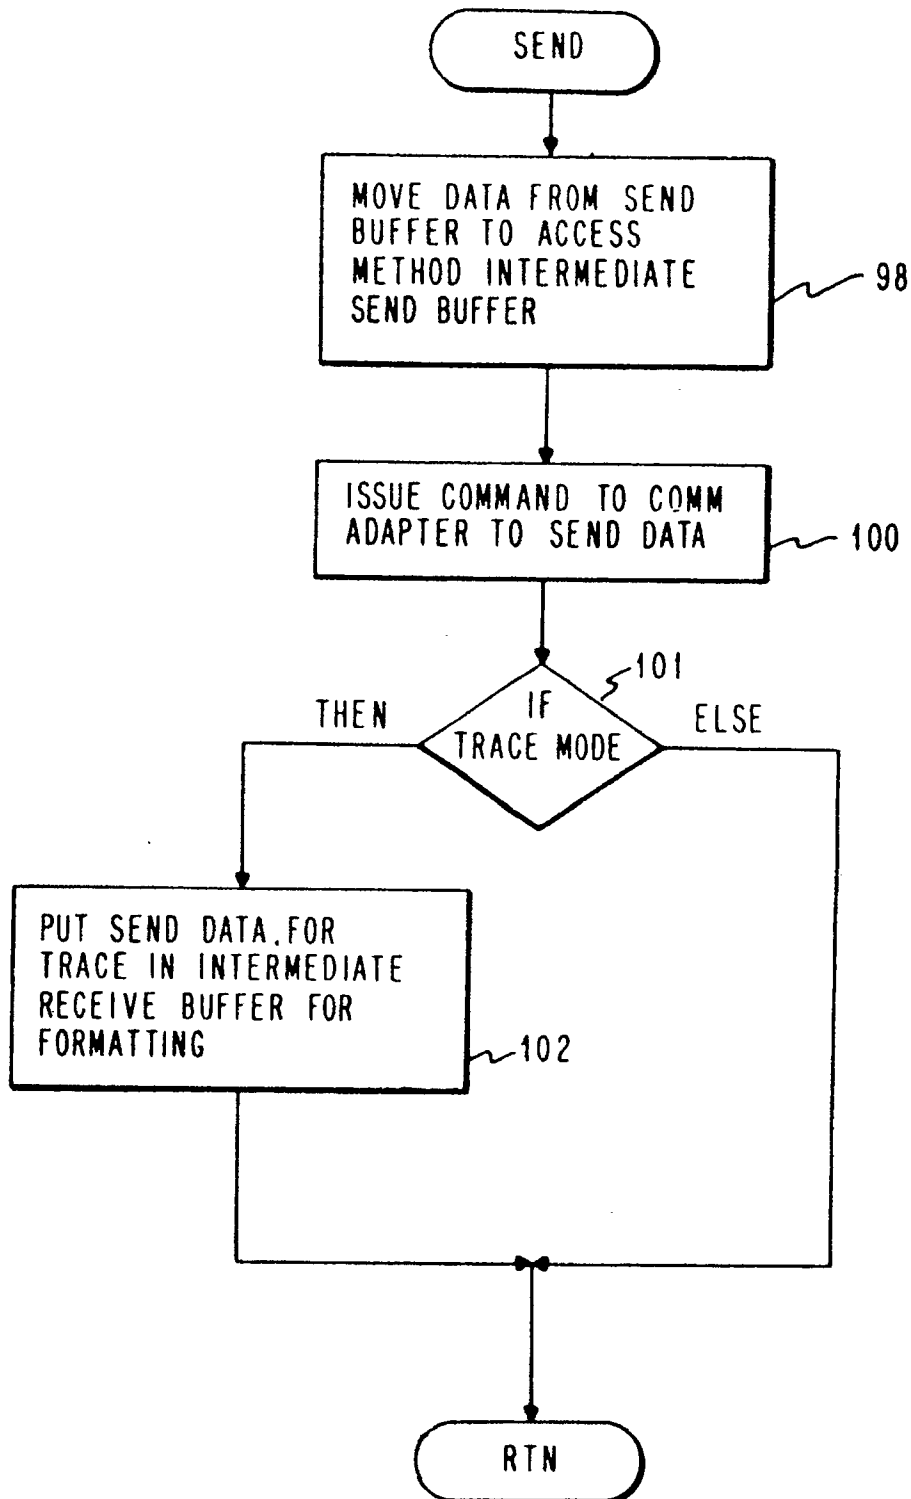 SEND
MOVE DATA FROM SEND
BUFFER TO ACCESS
METHOD INTERMEDIATE
SEND BUFFER
98
ISSUE COMMAND TO COMM
ADAPTER TO SEND DATA
100
101
IF
TRACE MODE
THEN
ELSE
PUT SEND DATA.FOR
TRACE IN INTERMEDIATE
RECEIVE BUFFER FOR
FORMATTING
102
RTN